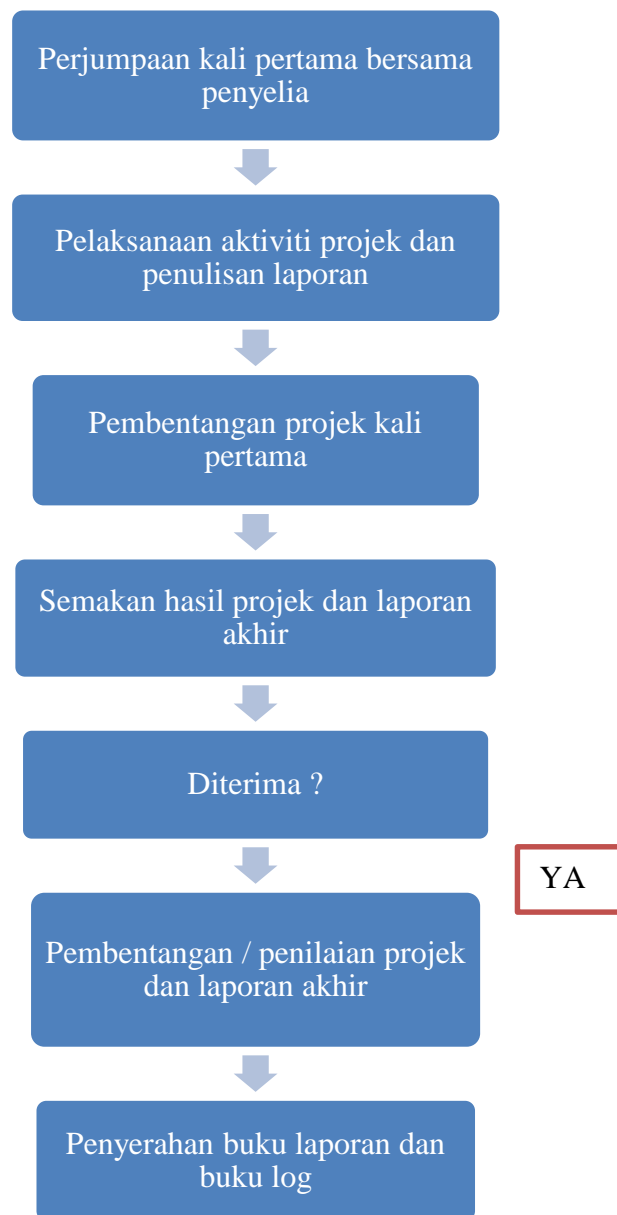 Perjumpaan kali pertama bersama
penyelia
Pelaksanaan aktiviti projek dan
penulisan laporan
Pembentangan projek kali
pertama
Semakan hasil projek dan laporan
akhir
Diterima ?
YA
Pembentangan / penilaian projek
dan laporan akhir
Penyerahan buku laporan dan
buku log